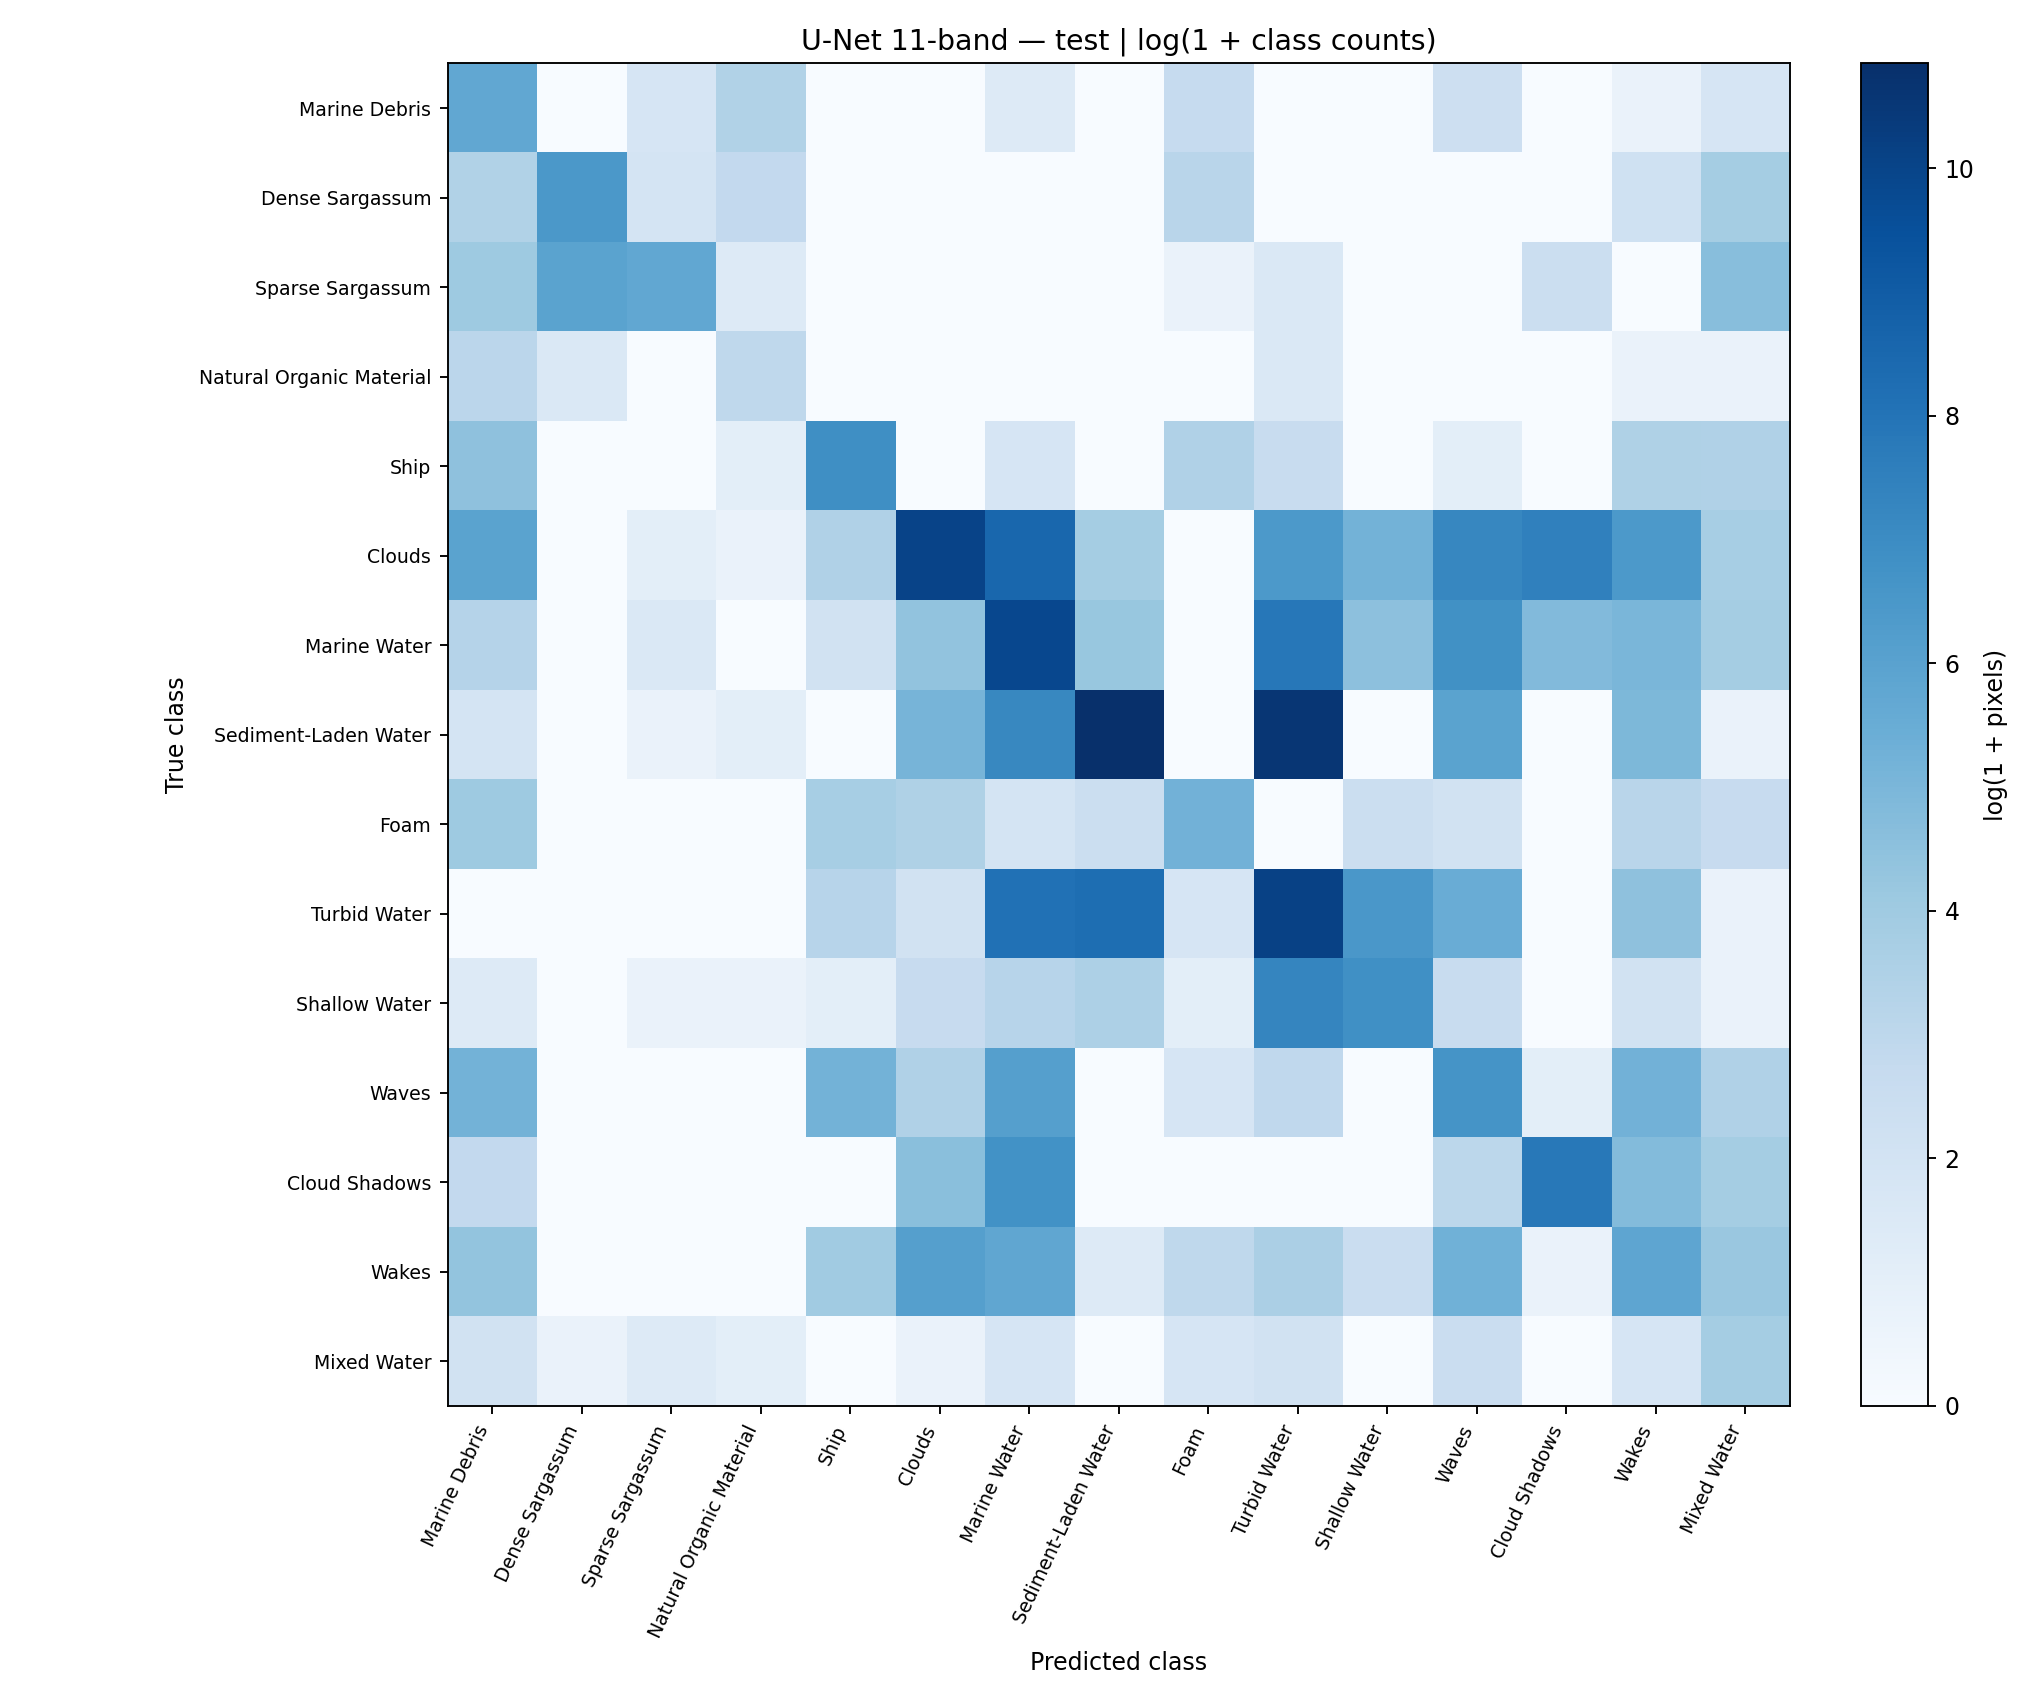 U-Net 11-band — test | log(1 + class counts)
True class
Marine Debris
Dense Sargassum
Sparse Sargassum
Natural Organic Material
Ship
Clouds
Marine Water
Sediment-Laden Water
Foam
Turbid Water
Shallow Water
Waves
Cloud Shadows
Wakes
Mixed Water
Marine Debris
Dense Sargassum
Sparse Sargassum
Natural Organic Material
Ship
Clouds
Marine Water
Sediment-Laden Water
Foam
Turbid Water
Shallow Water
Waves
Cloud Shadows
Wakes
Mixed Water
Predicted class
10
8
6
4
2
0
log(1 + pixels)